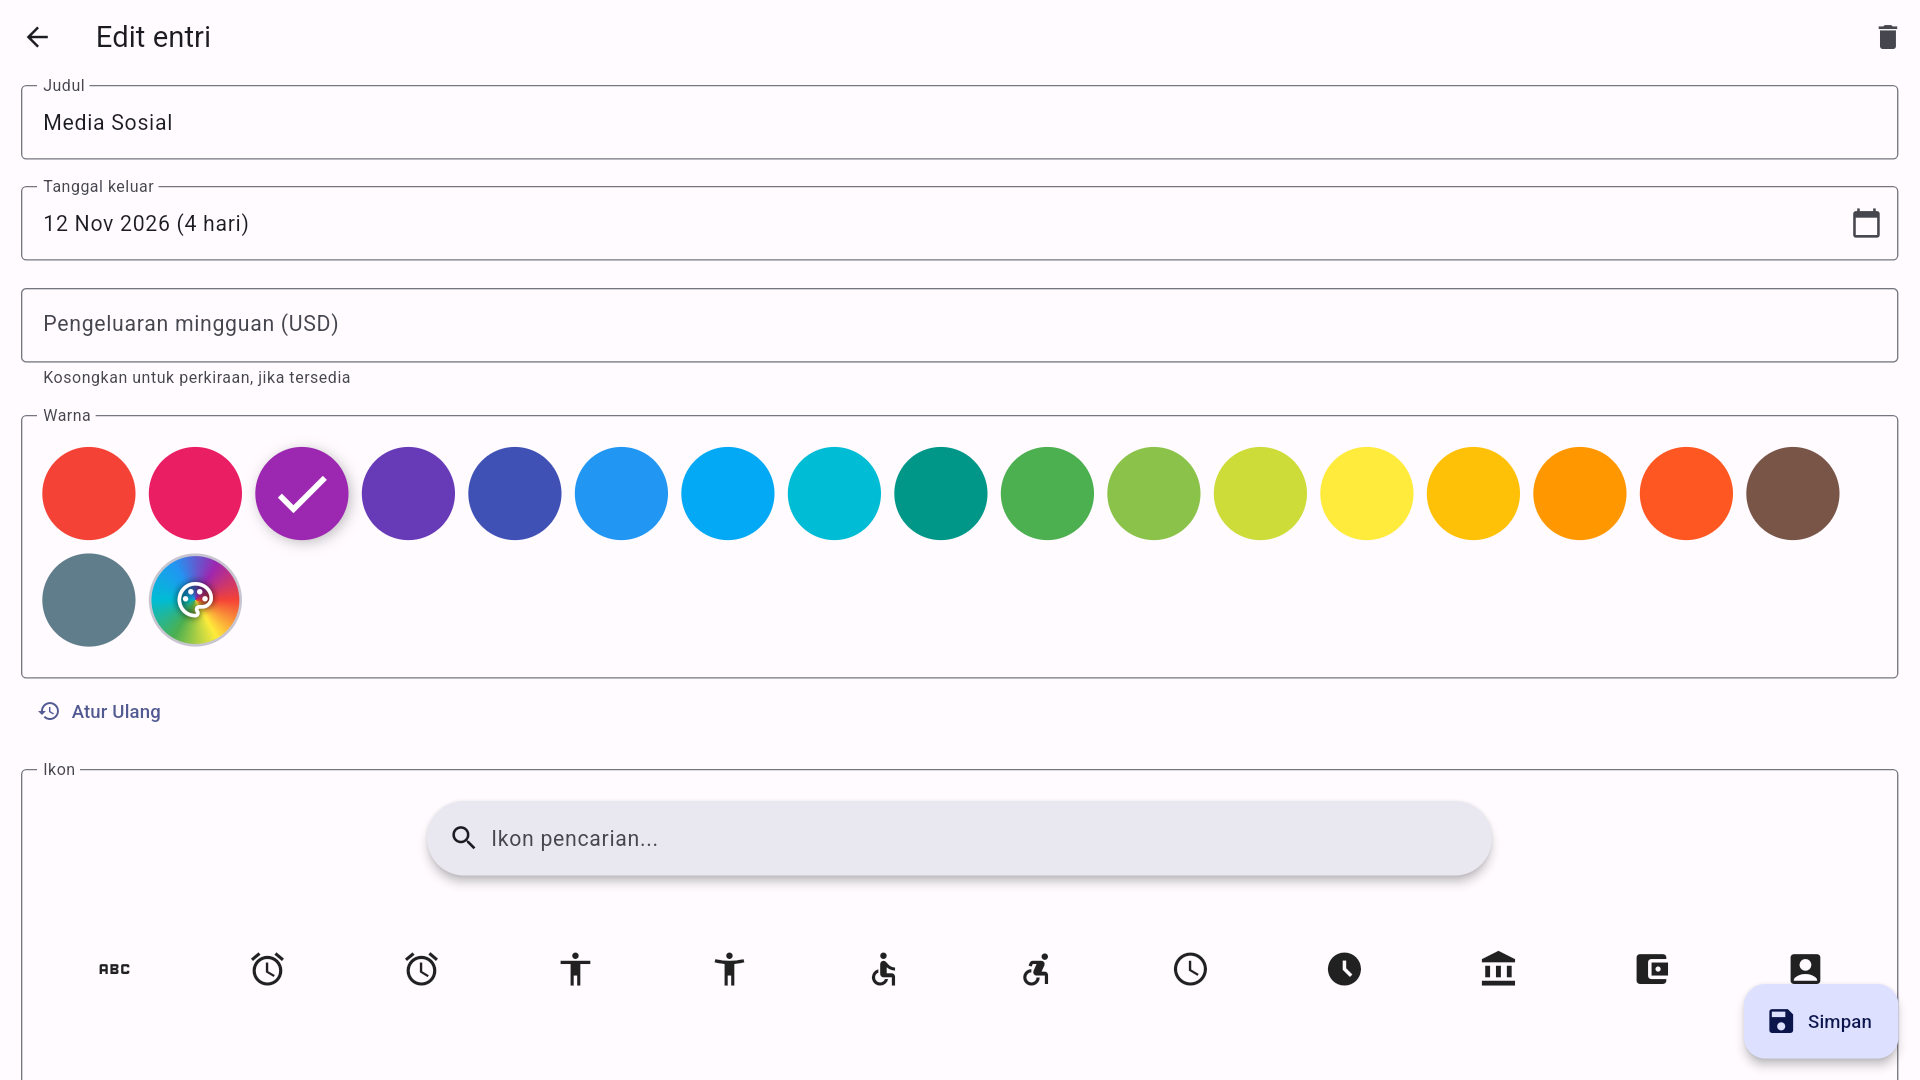 Edit entri
Judul
Media Sosial
Tanggal keluar
12 Nov 2026 (4 hari)
Pengeluaran mingguan (USD)
Kosongkan untuk perkiraan, jika tersedia
Warna
Atur Ulang
Ikon
Ikon pencarian...
ABC
Simpan